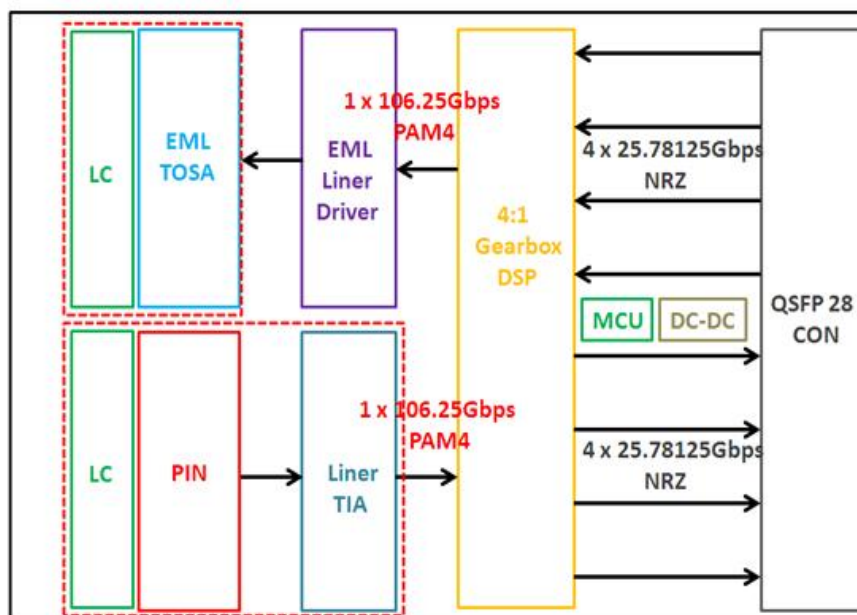 LC
EML
TOSA
EML
Liner
Driver
1 x 106.25Gbps
PAM4
4:1
Gearbox
DSP
4 x 25.78125Gbps
NRZ
MCU
DC-DC
QSFP 28
CON
LC
PIN
Liner
TIA
1 x 106.25Gbps
PAM4
4 x 25.78125Gbps
NRZ